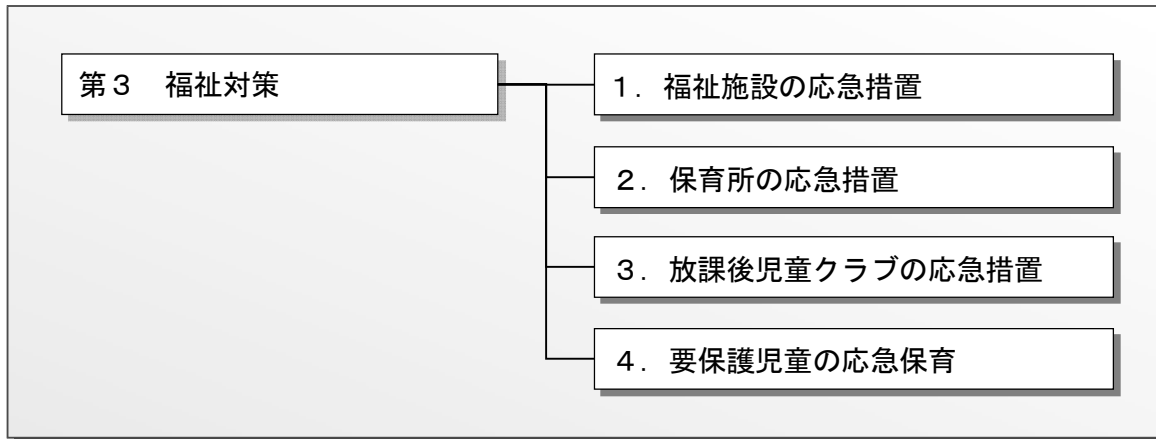 第３　福祉対策
１．福祉施設の応急措置
２．保育所の応急措置
３．放課後児童クラブの応急措置
４．要保護児童の応急保育